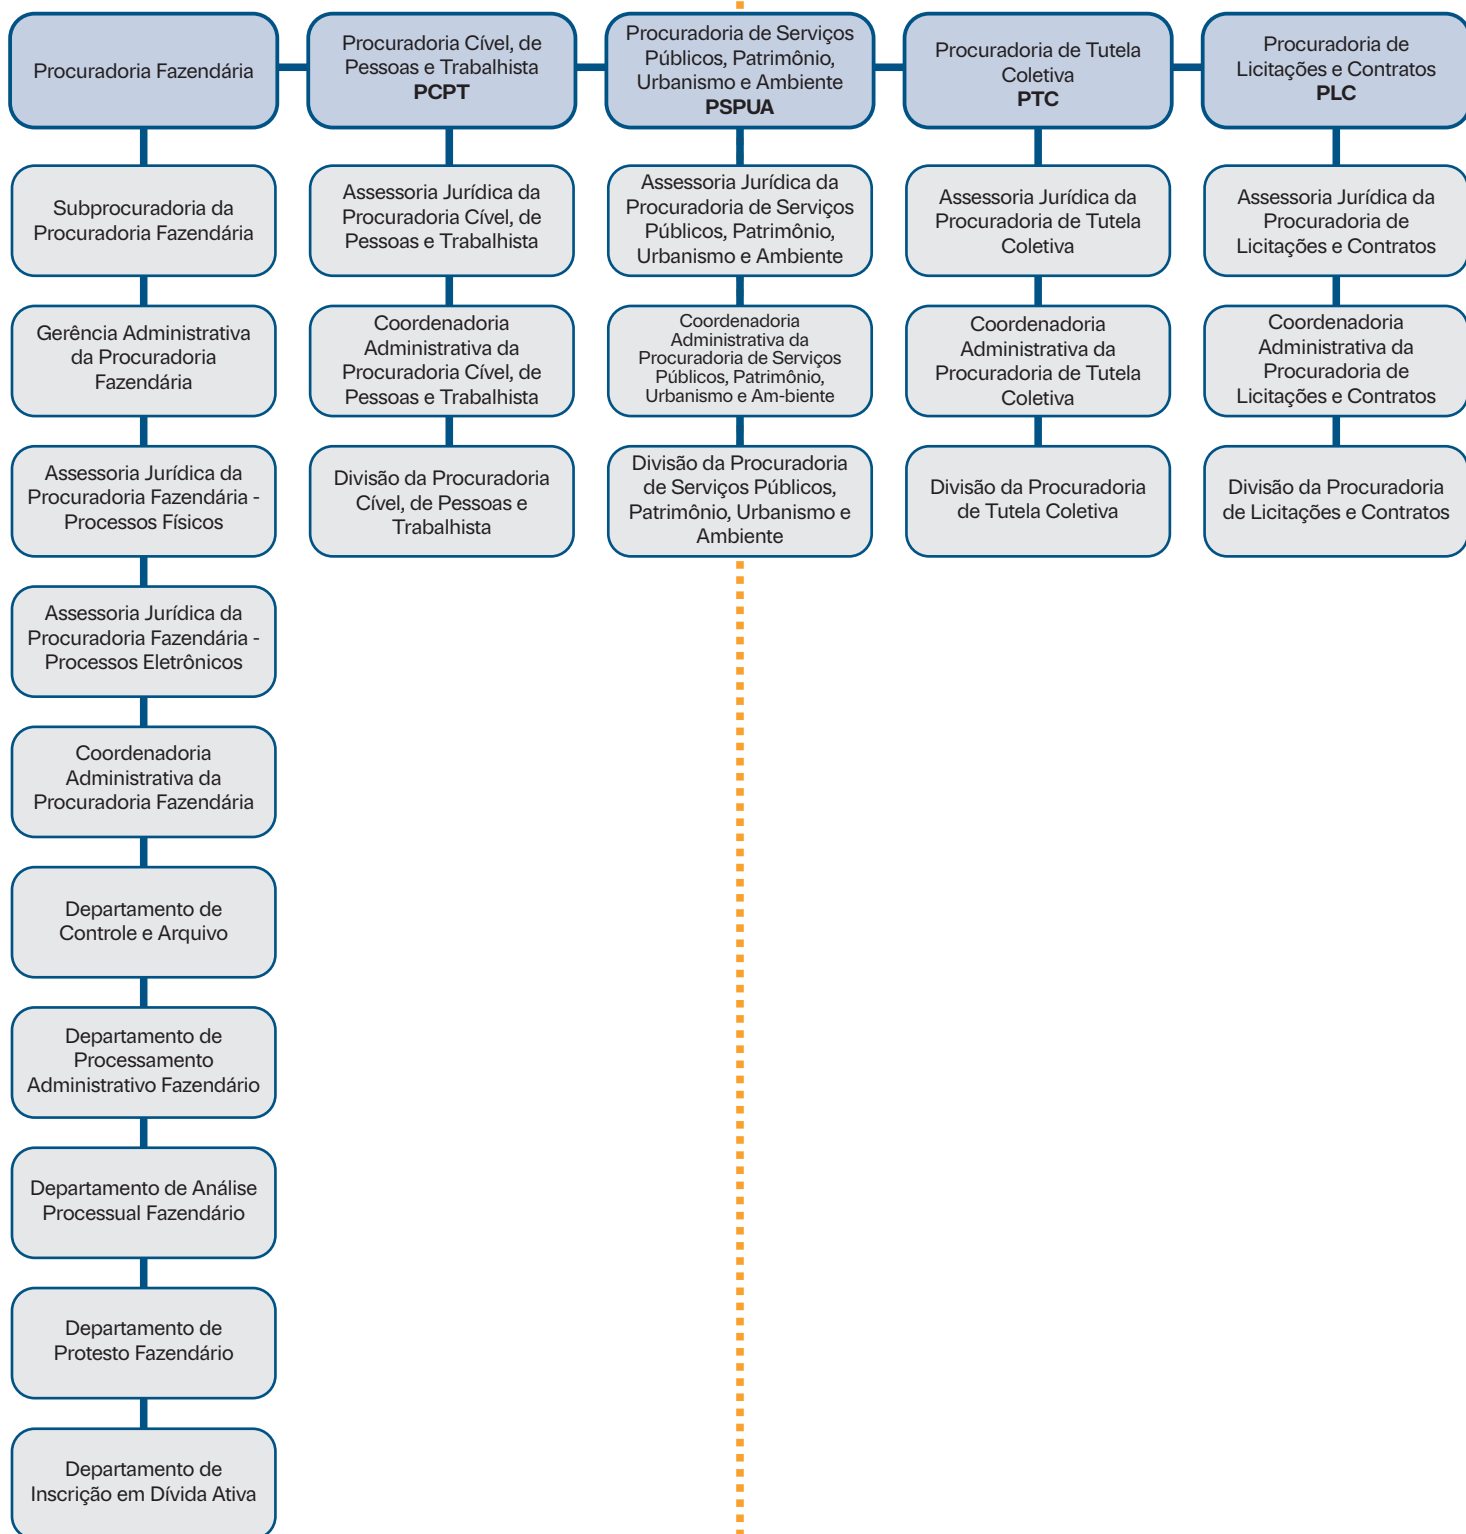 Procuradoria Fazendária
Procuradoria Cível, de
Pessoas e Trabalhista
PCPT
Procuradoria de Serviços
Públicos, Patrimônio,
Urbanismo e Ambiente
PSPUA
Procuradoria de Tutela
Coletiva
PTC
Procuradoria de
Licitações e Contratos
PLC
Subprocuradoria da
Procuradoria Fazendária
Assessoria Jurídica da
Procuradoria Cível, de
Pessoas e Trabalhista
Assessoria Jurídica da
Procuradoria de Serviços
Públicos, Patrimônio,
Urbanismo e Ambiente
Assessoria Jurídica da
Procuradoria de Tutela
Coletiva
Assessoria Jurídica da
Procuradoria de
Licitações e Contratos
Gerência Administrativa
da Procuradoria
Fazendária
Coordenadoria
Administrativa da
Procuradoria Cível, de
Pessoas e Trabalhista
Coordenadoria
Administrativa da
Procuradoria de Serviços
Públicos, Patrimônio,
Urbanismo e Am-biente
Coordenadoria
Administrativa da
Procuradoria de Tutela
Coletiva
Coordenadoria
Administrativa da
Procuradoria de
Licitações e Contratos
Assessoria Jurídica da
Procuradoria Fazendária -
Processos Físicos
Divisão da Procuradoria
Cível, de Pessoas e
Trabalhista
Divisão da Procuradoria
de Serviços Públicos,
Patrimônio, Urbanismo e
Ambiente
Divisão da Procuradoria
de Tutela Coletiva
Divisão da Procuradoria
de Licitações e Contratos
Assessoria Jurídica da
Procuradoria Fazendária -
Processos Eletrônicos
Coordenadoria
Administrativa da
Procuradoria Fazendária
Departamento de
Controle e Arquivo
Departamento de
Processamento
Administrativo Fazendário
Departamento de Análise
Processual Fazendário
Departamento de
Protesto Fazendário
Departamento de
Inscrição em Dívida Ativa